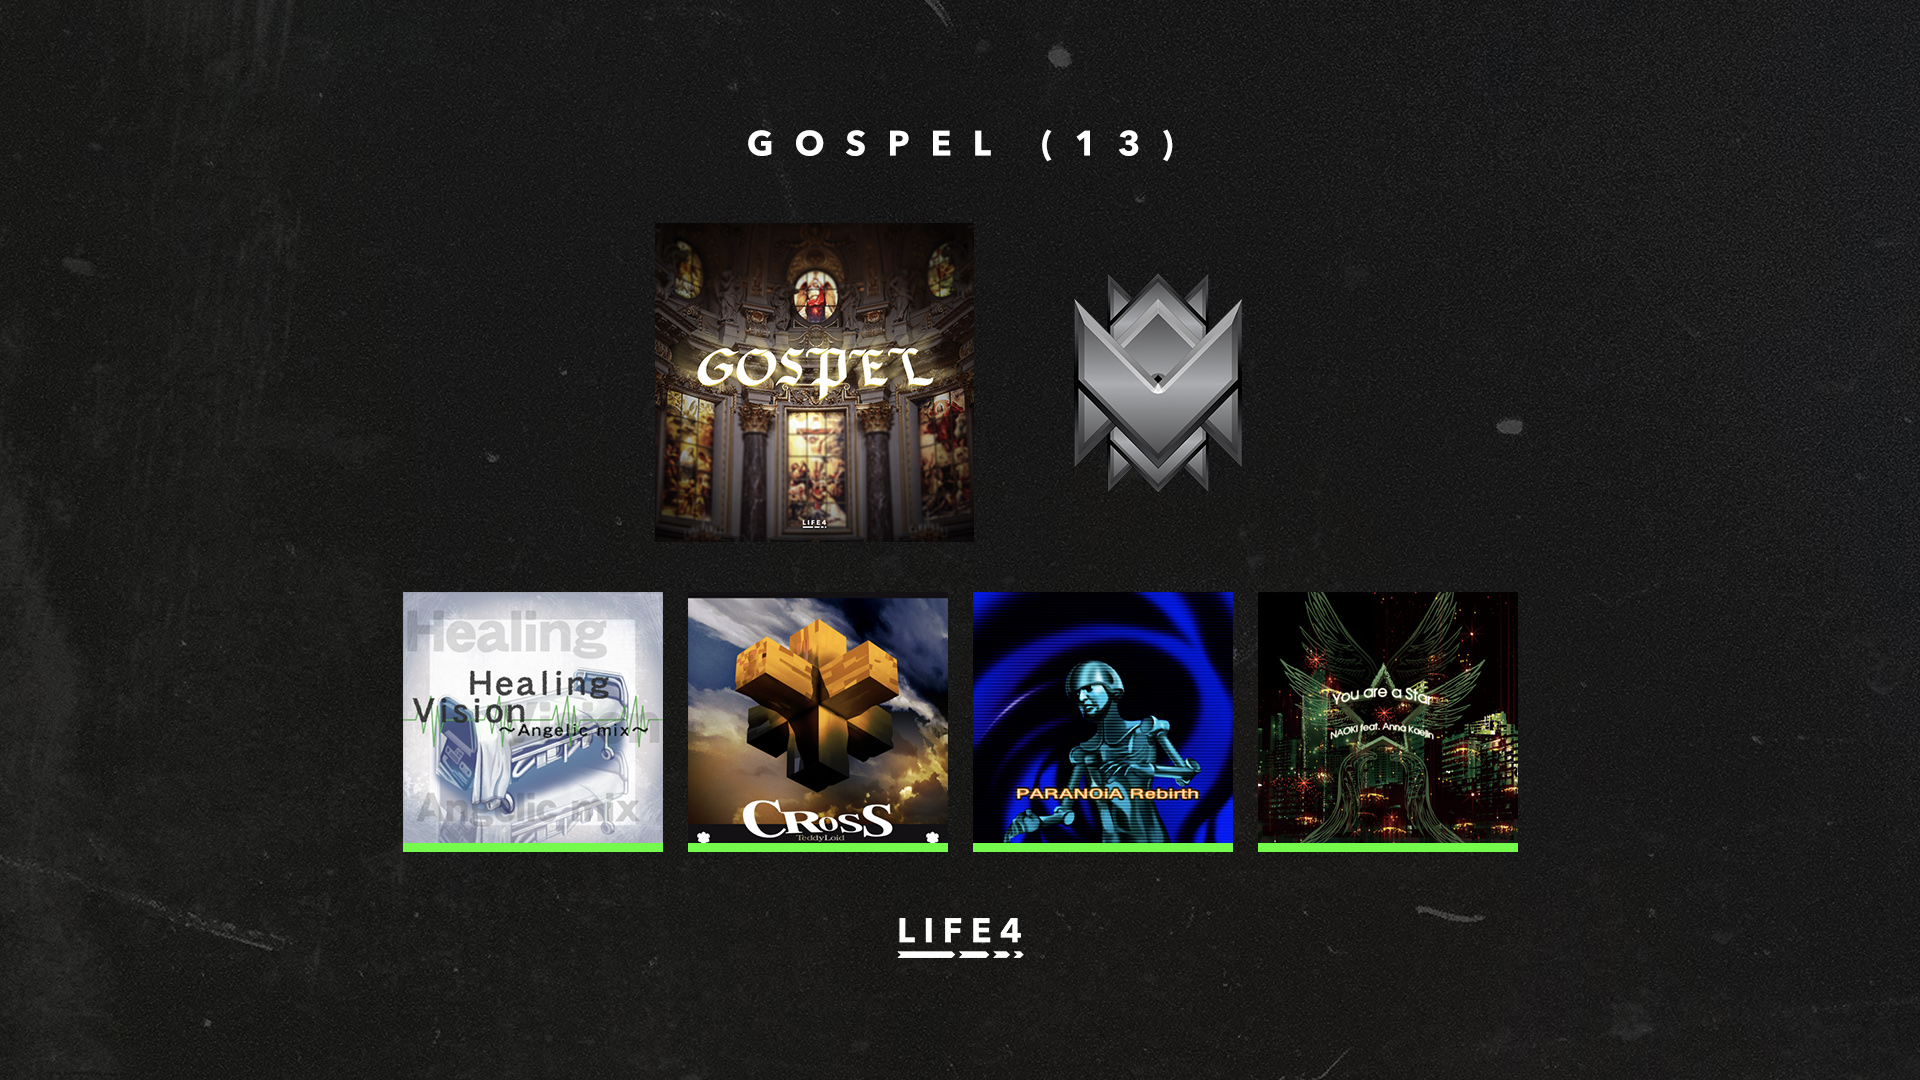 GOSPEL (13)
GOSPEL
LIFE4
Healing
Healing
Vision
～Angelic mix～
Angelic mix
CROSS
TeddyLoid
PARANOiA Rebirth
You are a Star
NAOKI feat. Anna Kaelin
LIFE4